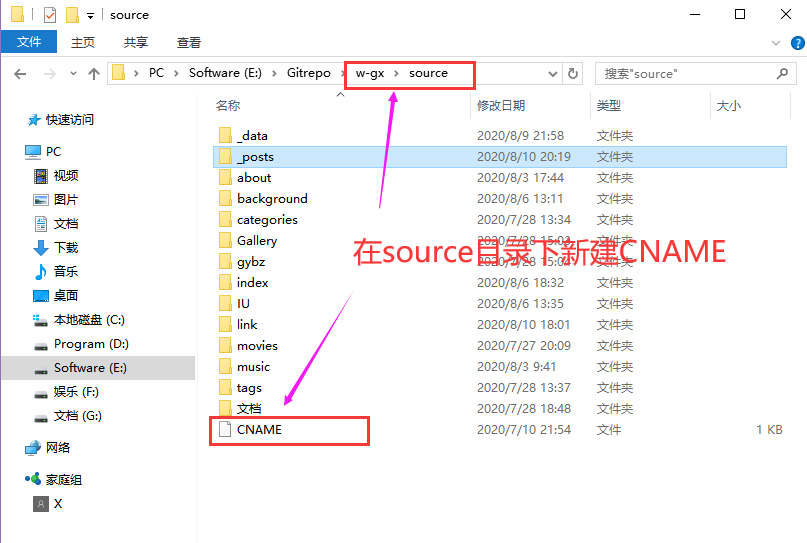 source
文件 主页 共享 查看
PC Software (E:) Gitrepo w-gx source 搜索"source"
名称 修改日期 类型 大小
快速访问
PC
视频
图片
文档
下载
音乐
桌面
本地磁盘 (C:)
Program (D:)
Software (E:)
娱乐 (F:)
文档 (G:)
网络
家庭组
X
_data 2020/8/9 21:58 文件夹
_posts 2020/8/10 20:19 文件夹
about 2020/8/3 17:44 文件夹
background 2020/8/6 13:11 文件夹
categories 2020/7/28 13:34 文件夹
Gallery 2020/7/28 15:03 文件夹
在source目录下新建CNAME
gybz 2020/7/28 15:04 文件夹
index 2020/8/6 18:32 文件夹
IU 2020/8/6 13:35 文件夹
link 2020/8/10 18:01 文件夹
movies 2020/7/27 20:09 文件夹
music 2020/8/3 9:41 文件夹
tags 2020/7/28 13:37 文件夹
文档 2020/7/28 18:48 文件夹
CNAME 2020/7/10 21:54 文件 1 KB